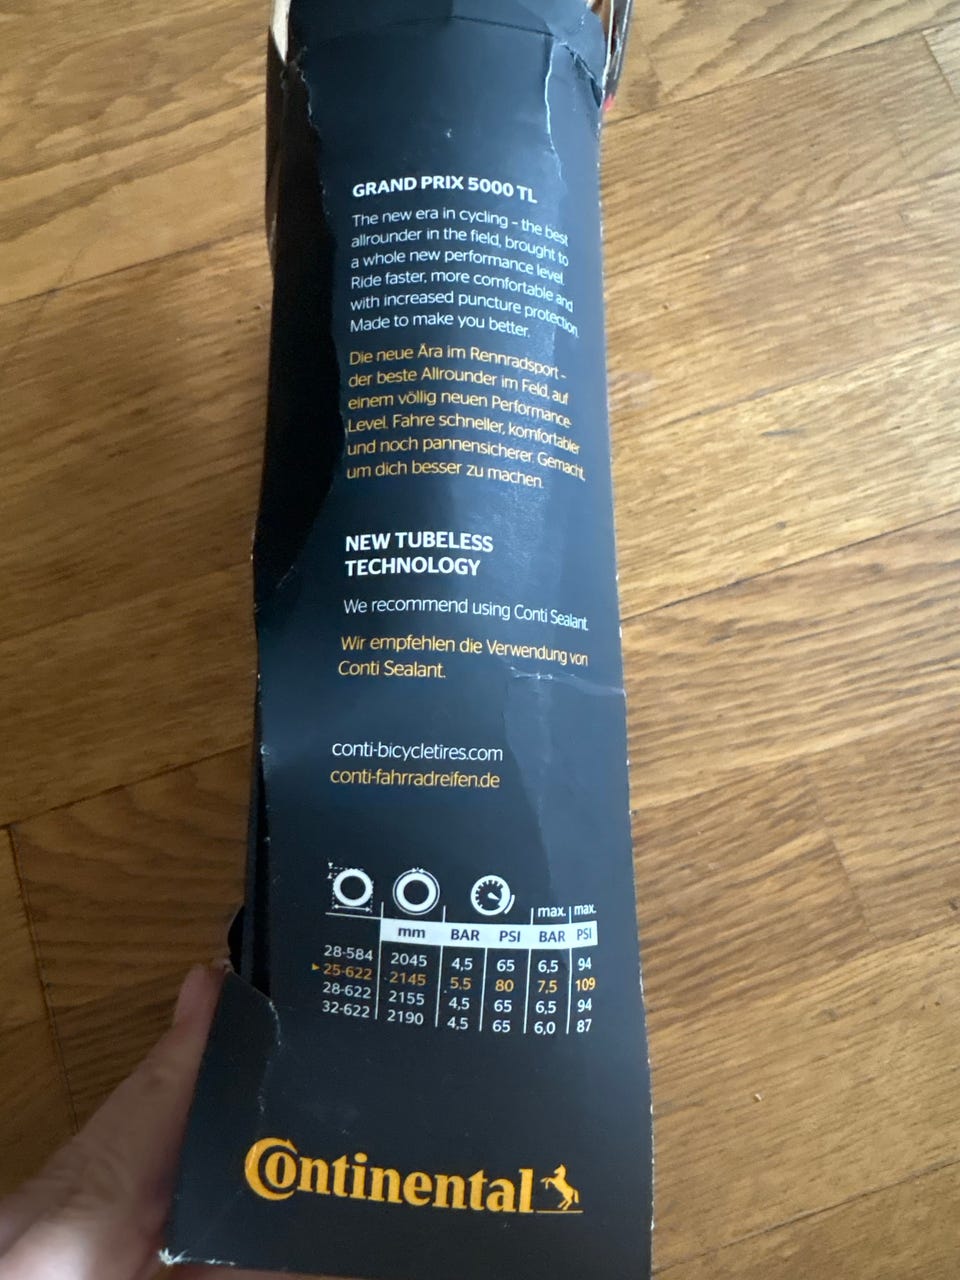 GRAND PRIX 5000 TL
The new era in cycling – the best
allrounder in the field, brought to
a whole new performance level.
Ride faster, more comfortable and
with increased puncture protection.
Made to make you better.
Die neue Ära im Rennradsport –
der beste Allrounder im Feld, auf
einem völlig neuen Performance-
Level. Fahre schneller, komfortabler
und noch pannensicherer. Gemacht,
um dich besser zu machen.
NEW TUBELESS
TECHNOLOGY
We recommend using Conti Sealant.
Wir empfehlen die Verwendung von
Conti Sealant.
conti-bicycletires.com
conti-fahrradreifen.de
max. max.
mm BAR PSI BAR PSI
28-584 2045 4,5 65 6,5 94
▸ 25-622 2145 5.5 80 7,5 109
28-622 2155 4,5 65 6,5 94
32-622 2190 4,5 65 6,0 87
Continental